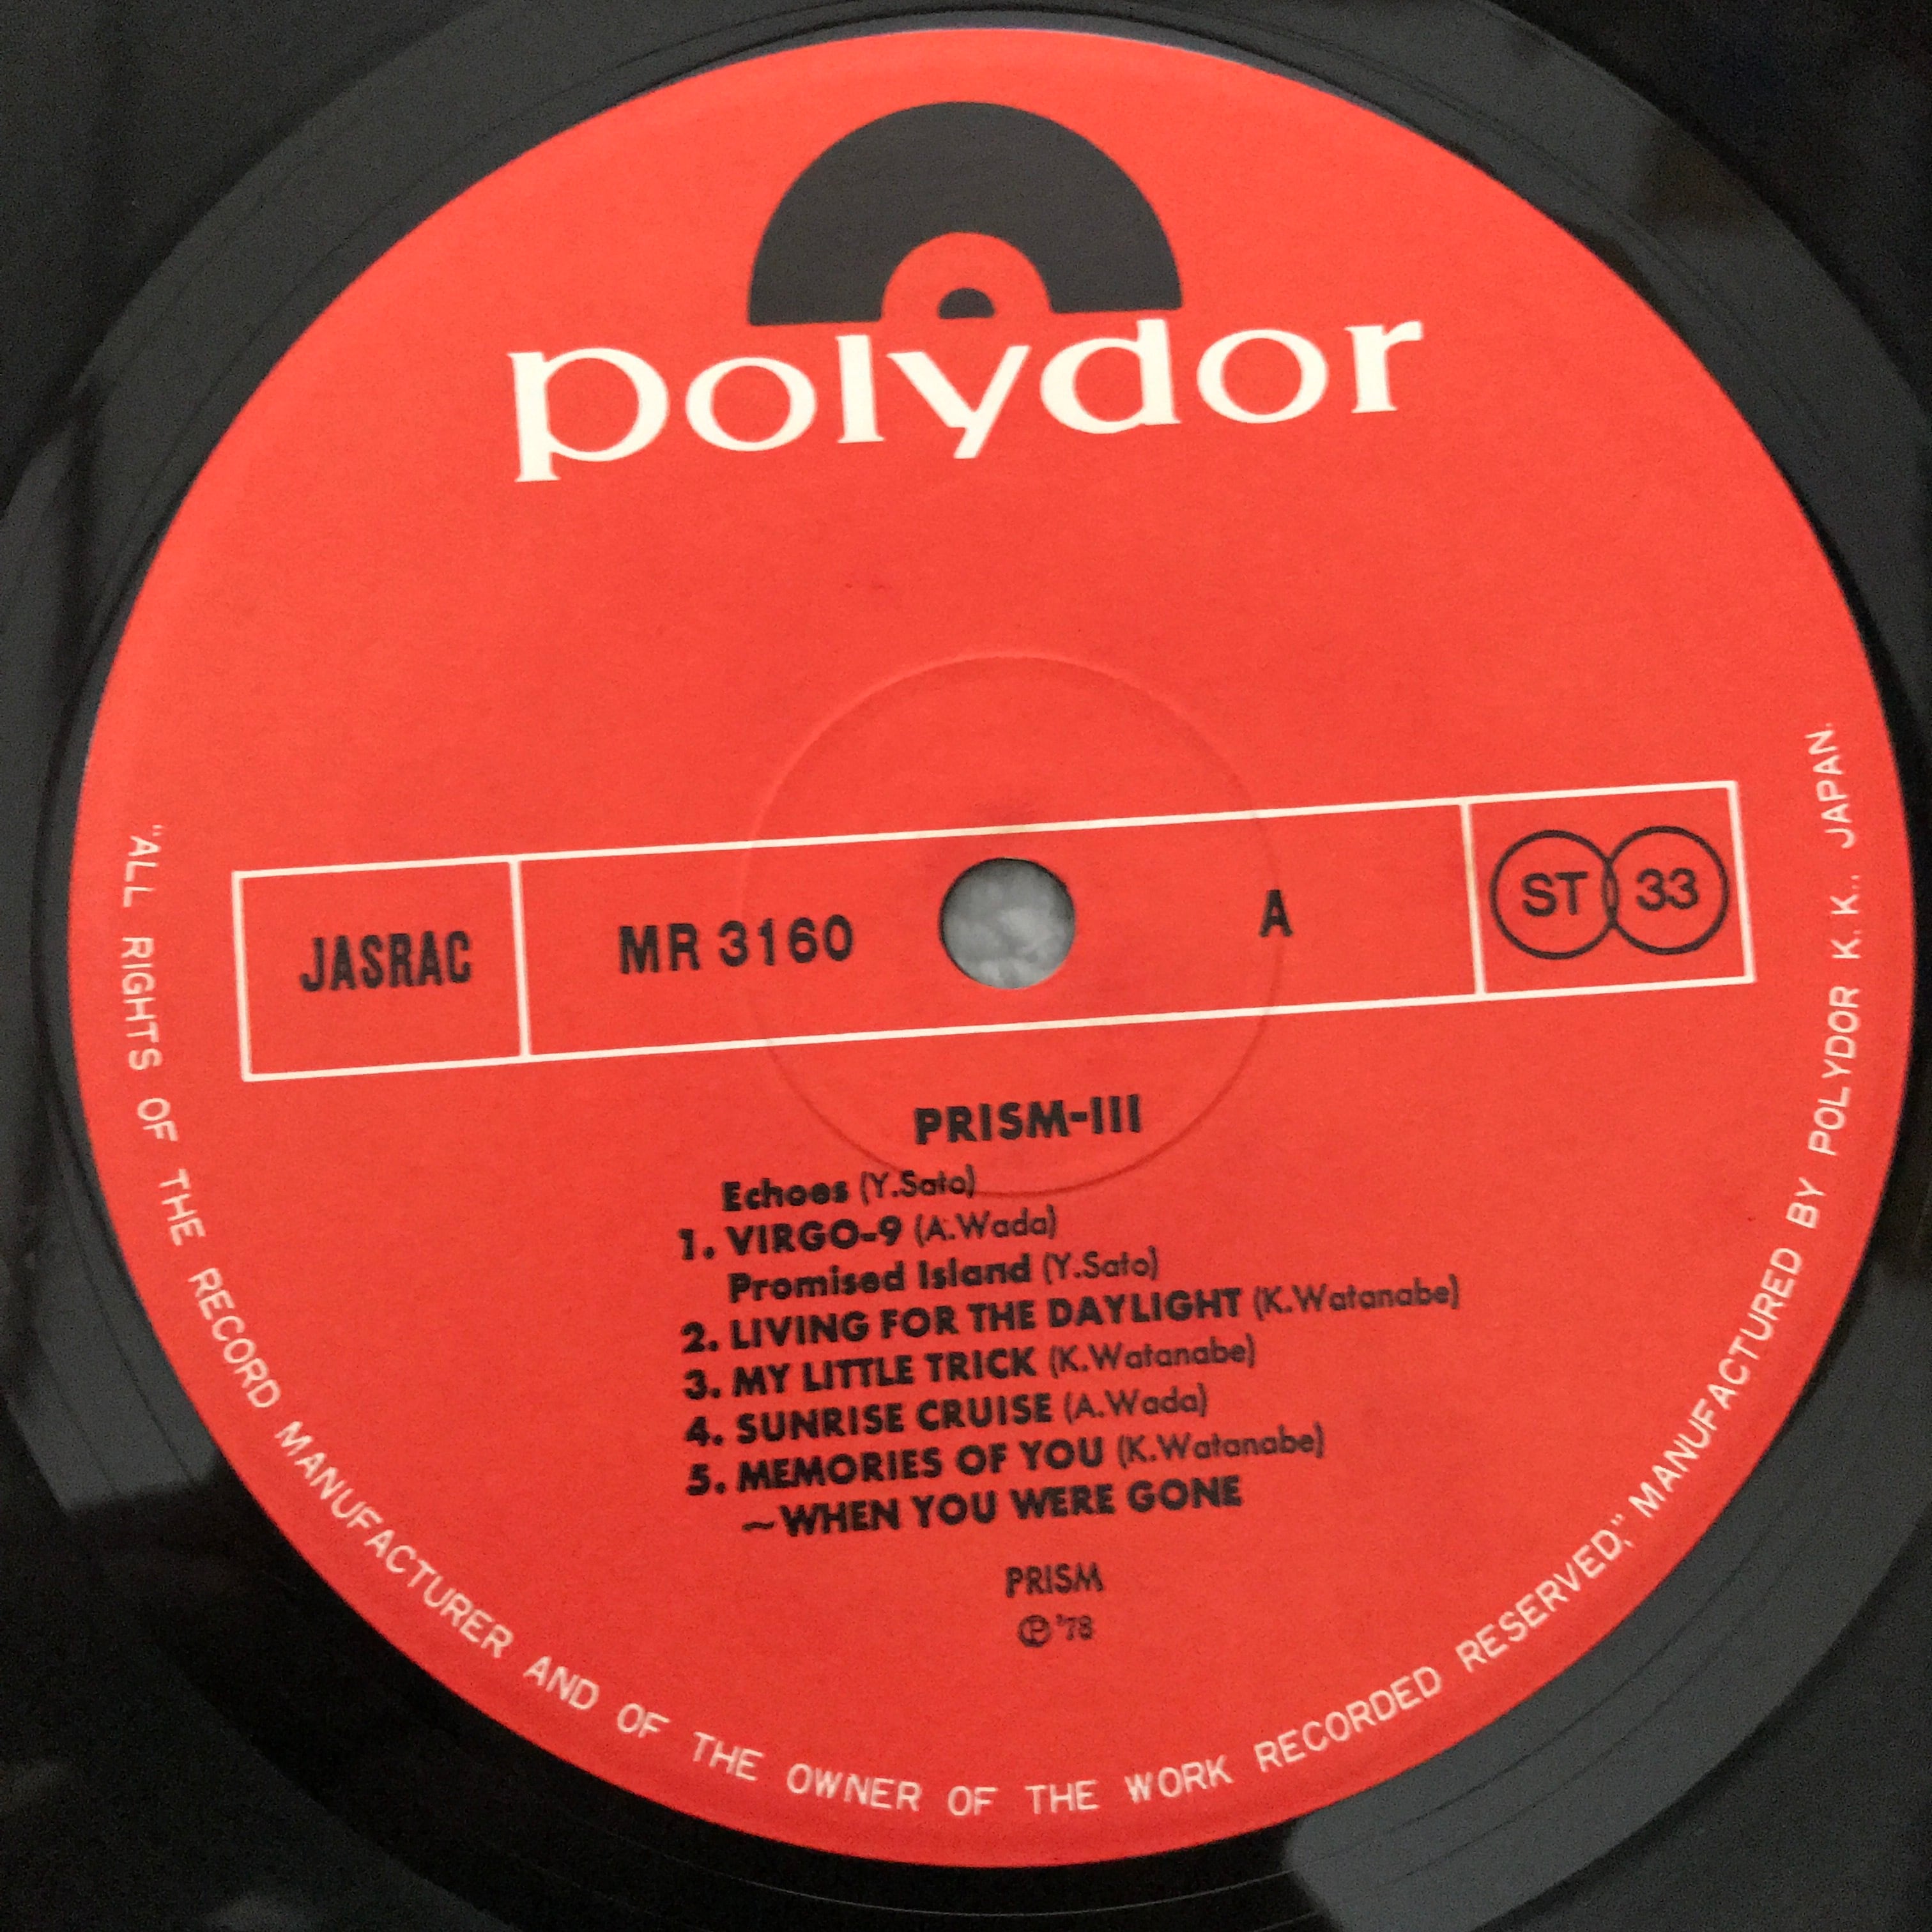 polydor
JASRAC
MR 3160
A
ST 33
PRISM-III
Echoes (Y.Sato)
1. VIRGO-9 (A.Wada)
Promised Island (Y.Sato)
2. LIVING FOR THE DAYLIGHT (K.Watanabe)
3. MY LITTLE TRICK (K.Watanabe)
4. SUNRISE CRUISE (A.Wada)
5. MEMORIES OF YOU (K.Watanabe)
~WHEN YOU WERE GONE
PRISM
℗'78
"ALL RIGHTS OF THE RECORD MANUFACTURER AND OF THE OWNER OF THE WORK RECORDED RESERVED," MANUFACTURED BY POLYDOR K.K., JAPAN.